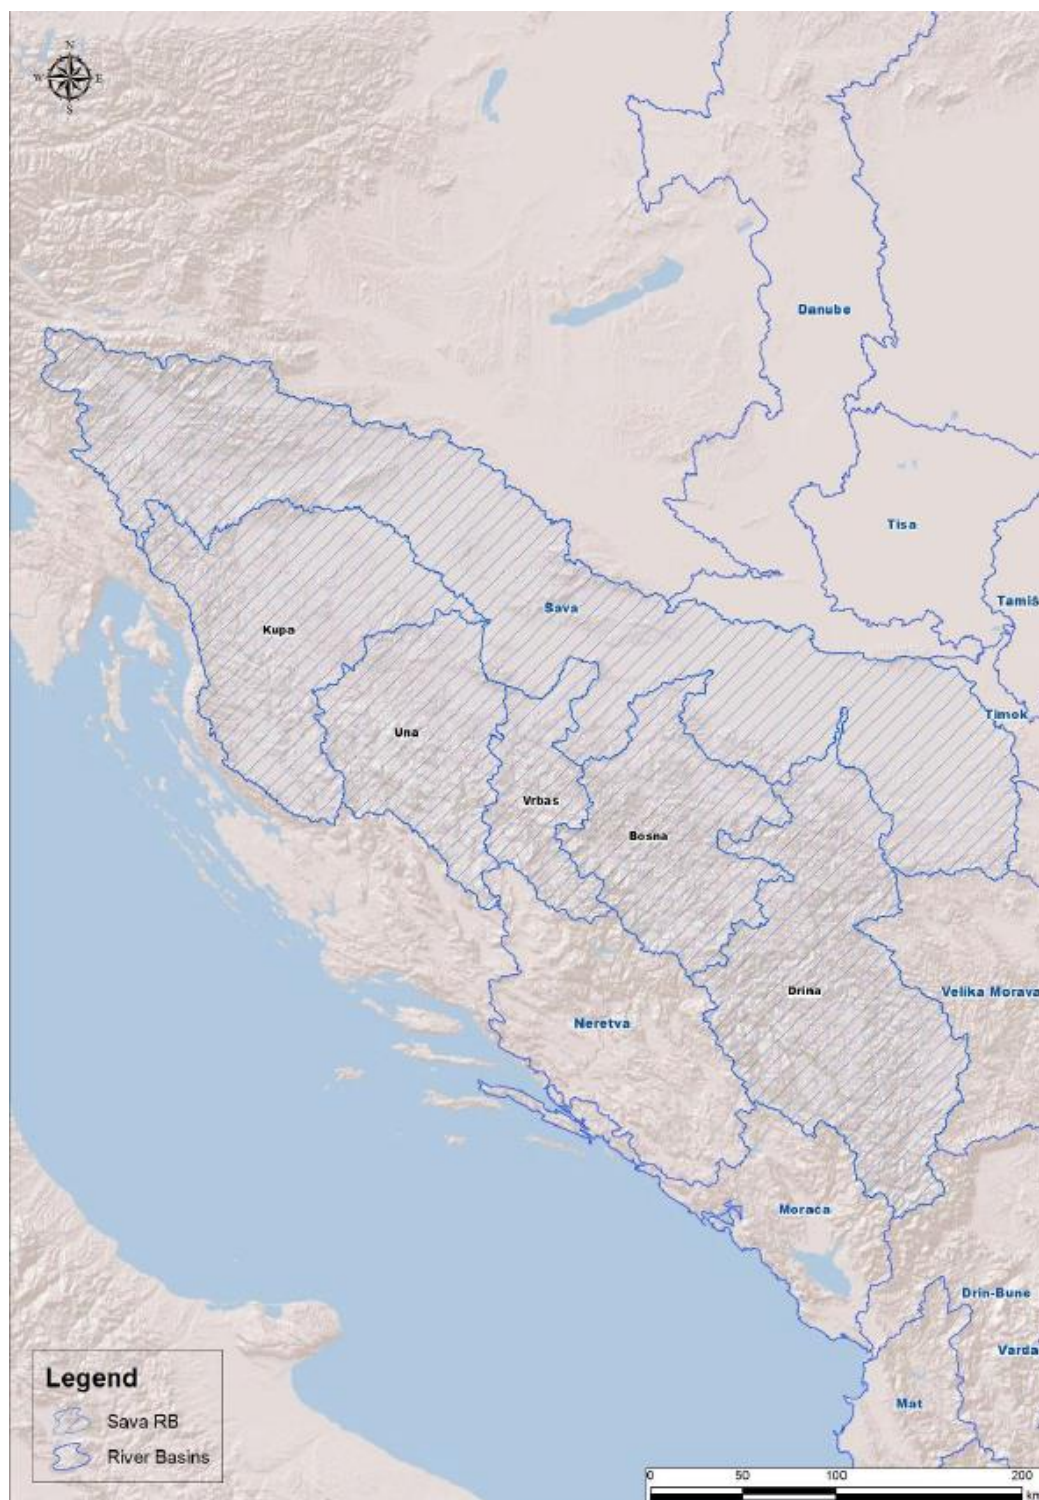 N
W E
S
Danube
Tisa
Sava
Tamiš
Kupa
Timok
Una
Vrbas
Bosna
Drina
Velika Morava
Neretva
Morača
Drin-Bune
Varda
Mat
Legend
Sava RB
River Basins
0 50 100 200
km